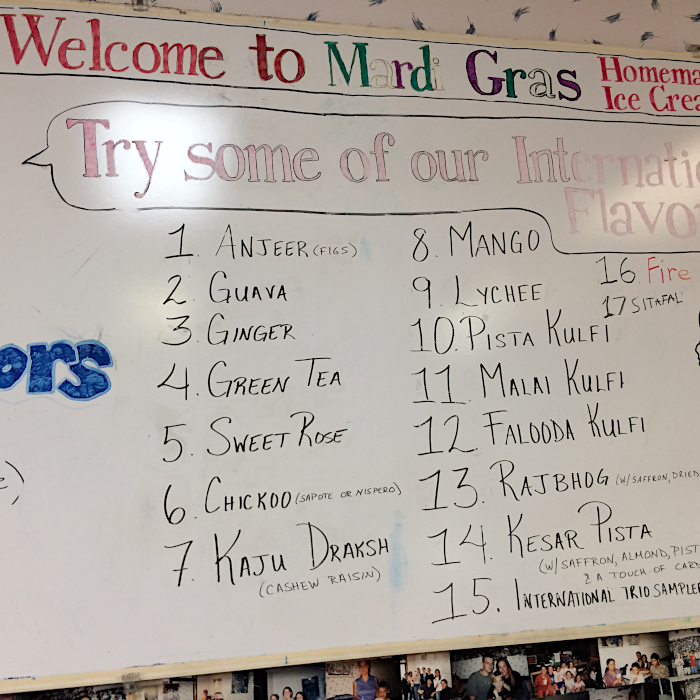 Welcome to Mardi Gras Homema
Ice Crea
Try some of our Internatio
Flavo
1. ANJEER (FIGS)
2. GUAVA
3. GINGER
4. GREEN TEA
5. SWEET ROSE
6. CHICKOO (SAPOTE OR NISPERO)
7. KAJU DRAKSH
(CASHEW RAISIN)
8. MANGO
9. LYCHEE
10. PISTA KULFI
11. MALAI KULFI
12. FALOODA KULFI
13. RAJBHOG (W/ SAFFRON, DRIED
14. KESAR PISTA
(W/ SAFFRON, ALMOND, PIST
& A TOUCH OF CARD
15. INTERNATIONAL TRIO SAMPLER
16 Fire
17 SITAFAL
ors
e)